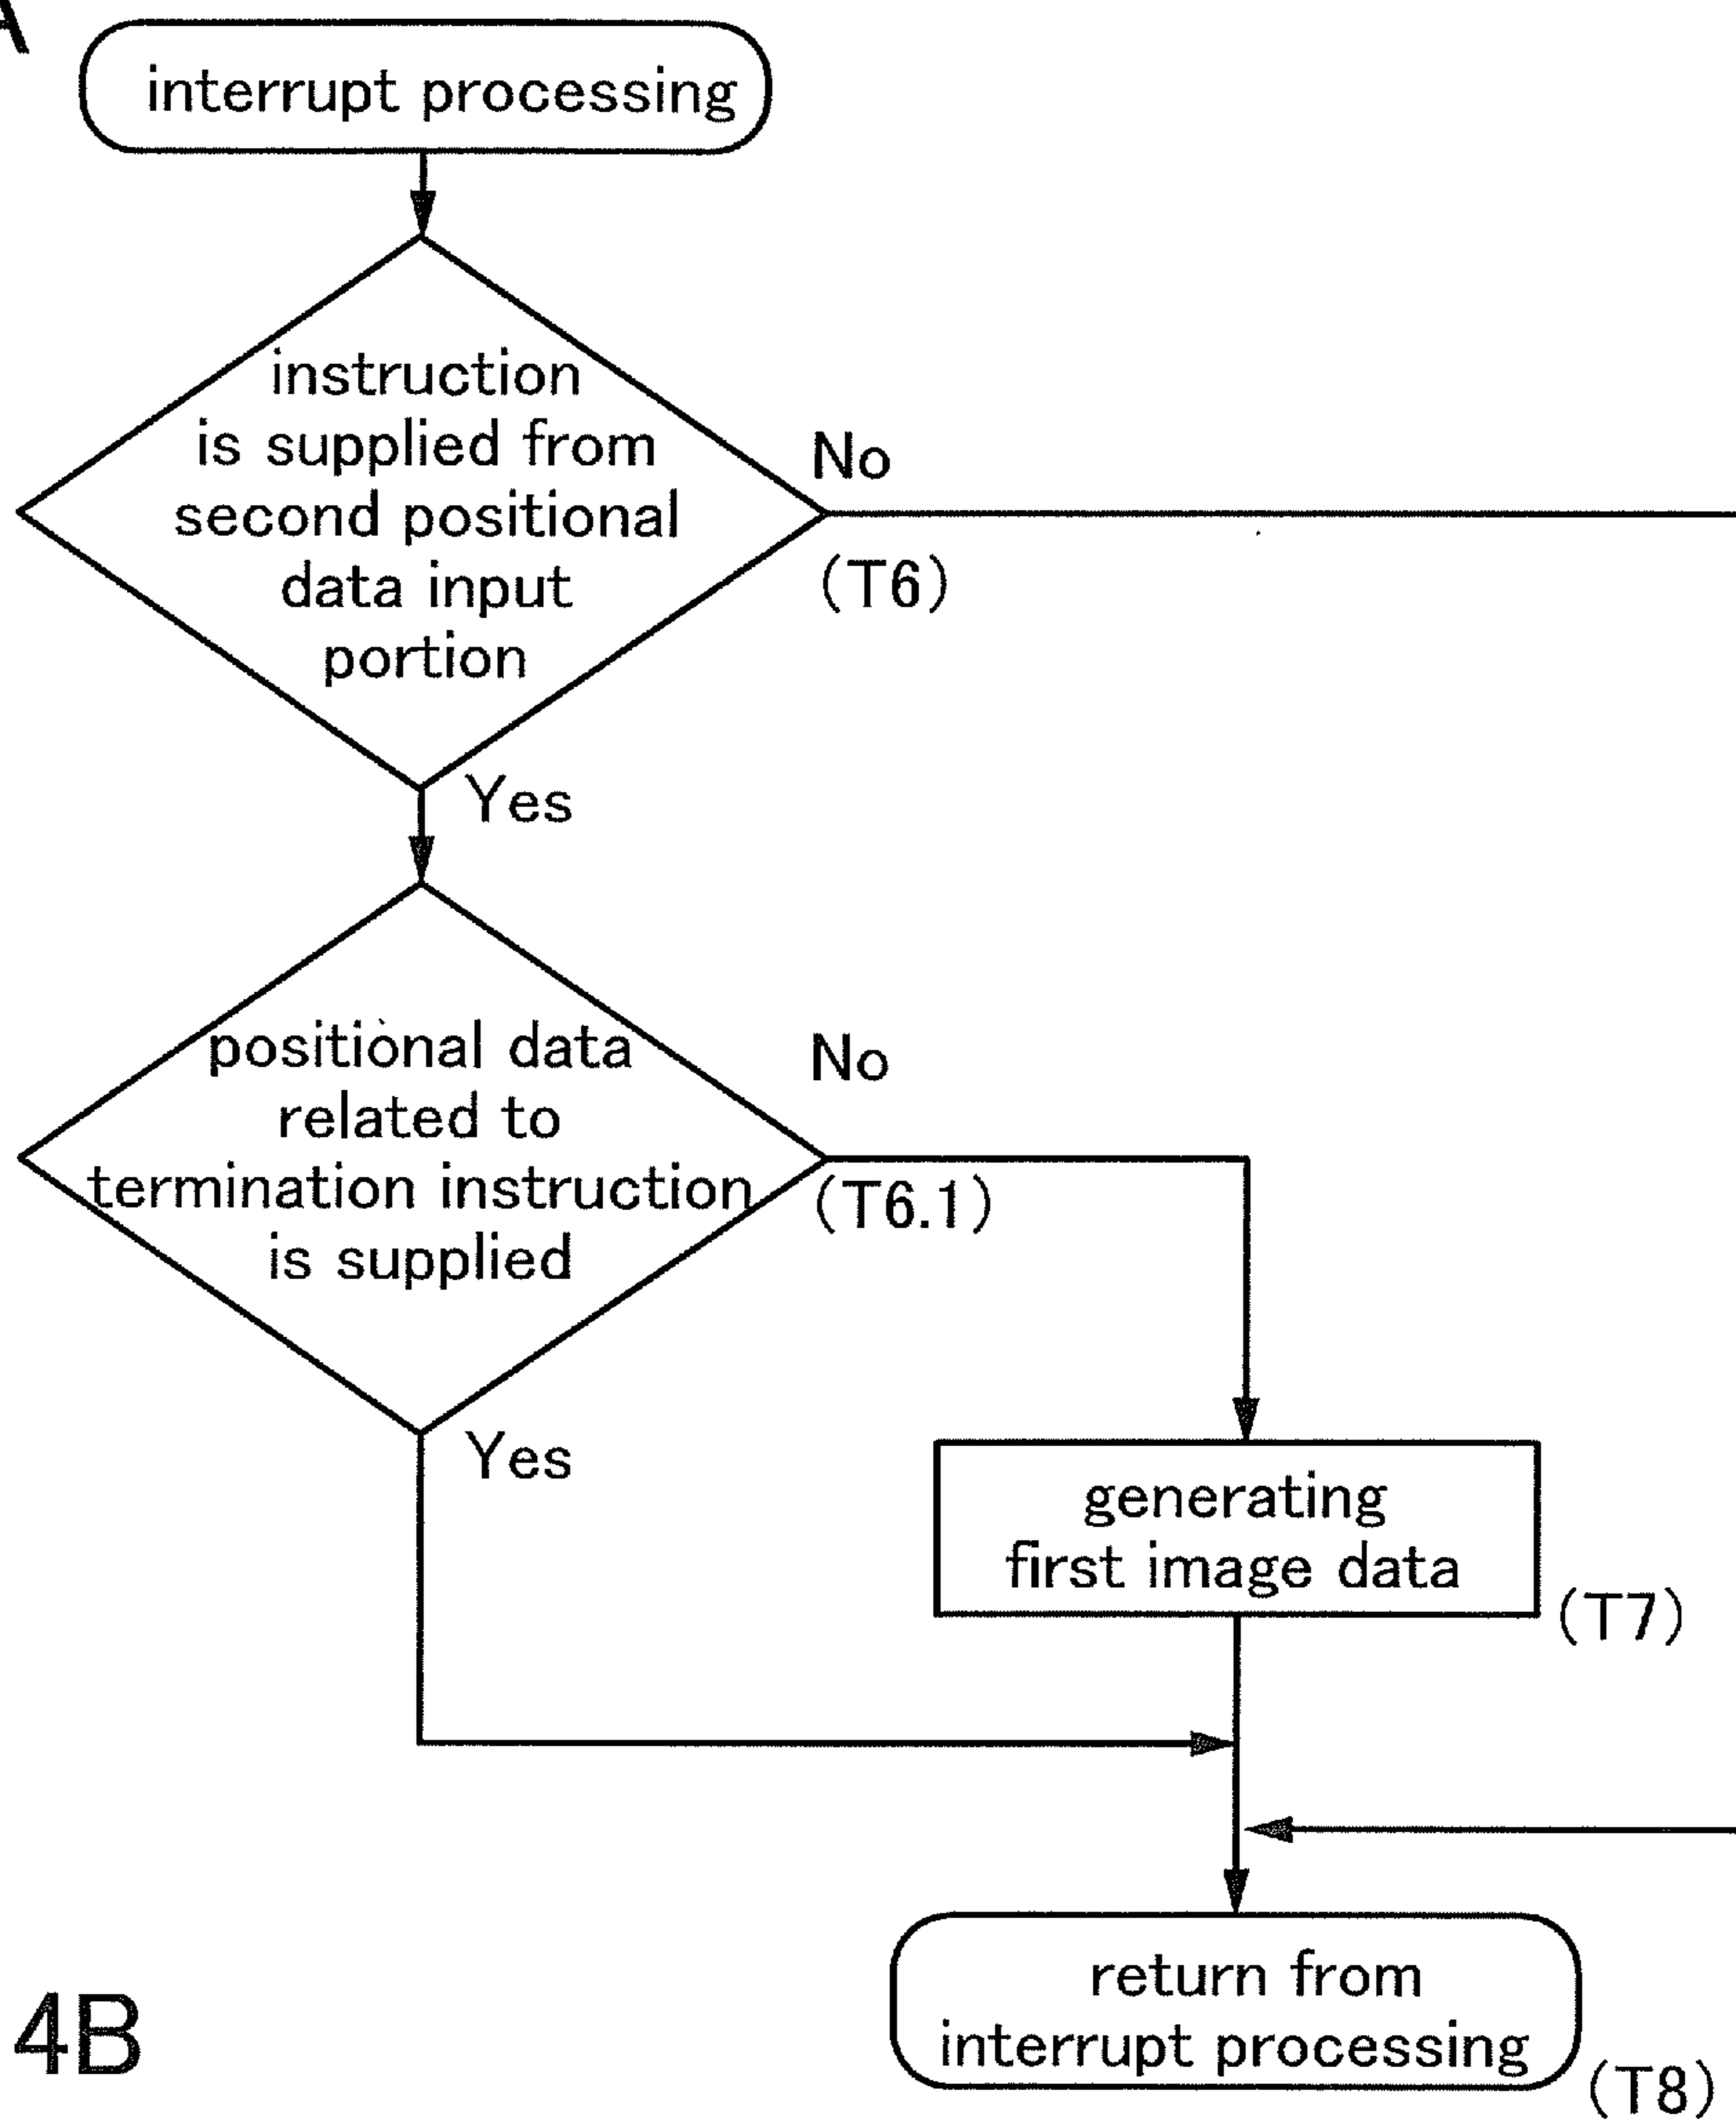 A
interrupt processing
instruction
is supplied from
second positional
data input
portion
No
(T6)
Yes
positional data
related to
termination instruction
is supplied
No
(T6.1)
Yes
generating
first image data
(T7)
return from
interrupt processing
(T8)
4B